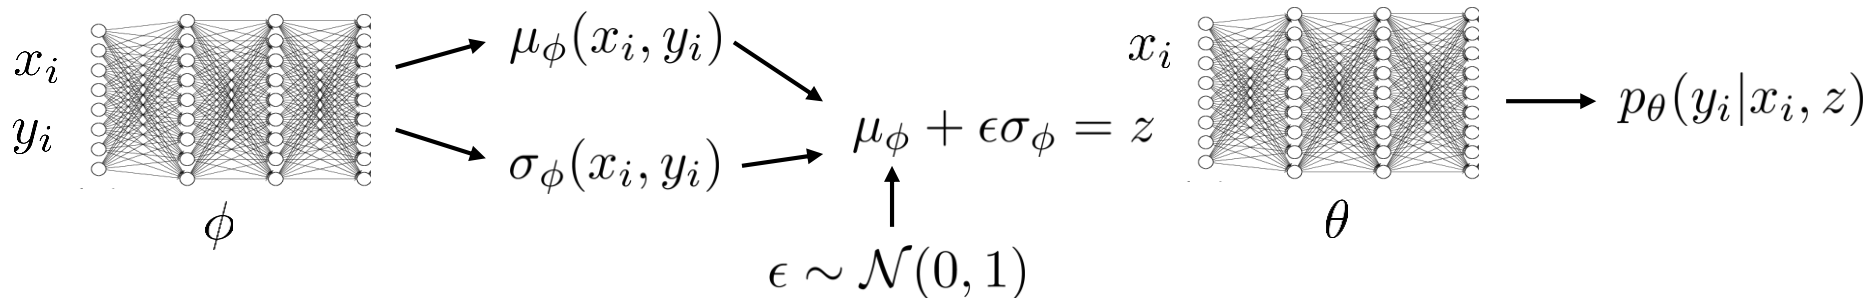 x_i
y_i
ϕ
μ_ϕ(x_i, y_i)
σ_ϕ(x_i, y_i)
μ_ϕ + ϵσ_ϕ = z
ϵ ∼ 𝒩(0, 1)
x_i
θ
p_θ(y_i|x_i, z)